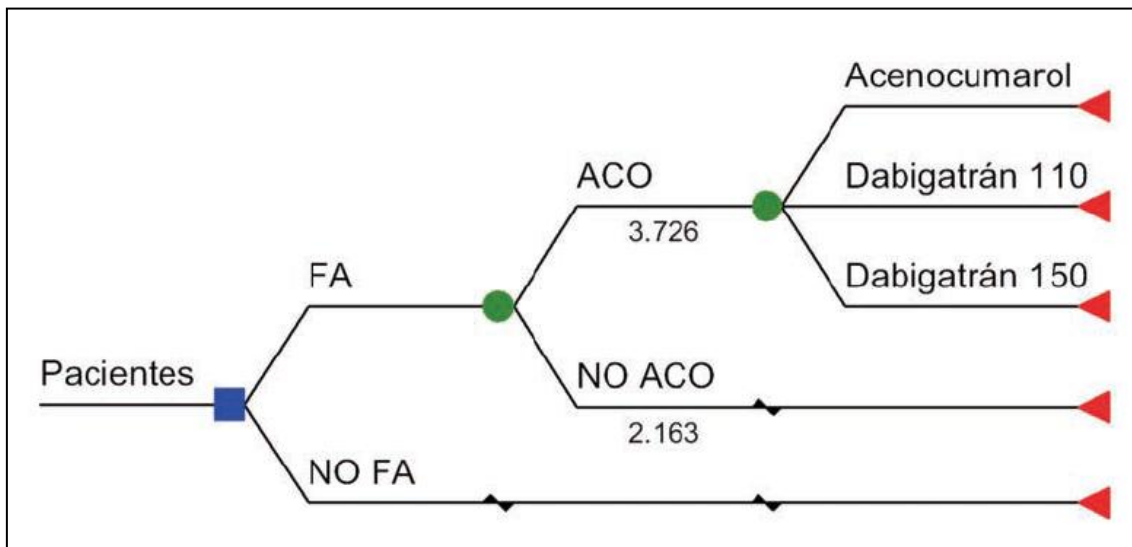 Acenocumarol
ACO
Dabigatrán 110
3.726
FA
Dabigatrán 150
Pacientes
NO ACO
2.163
NO FA